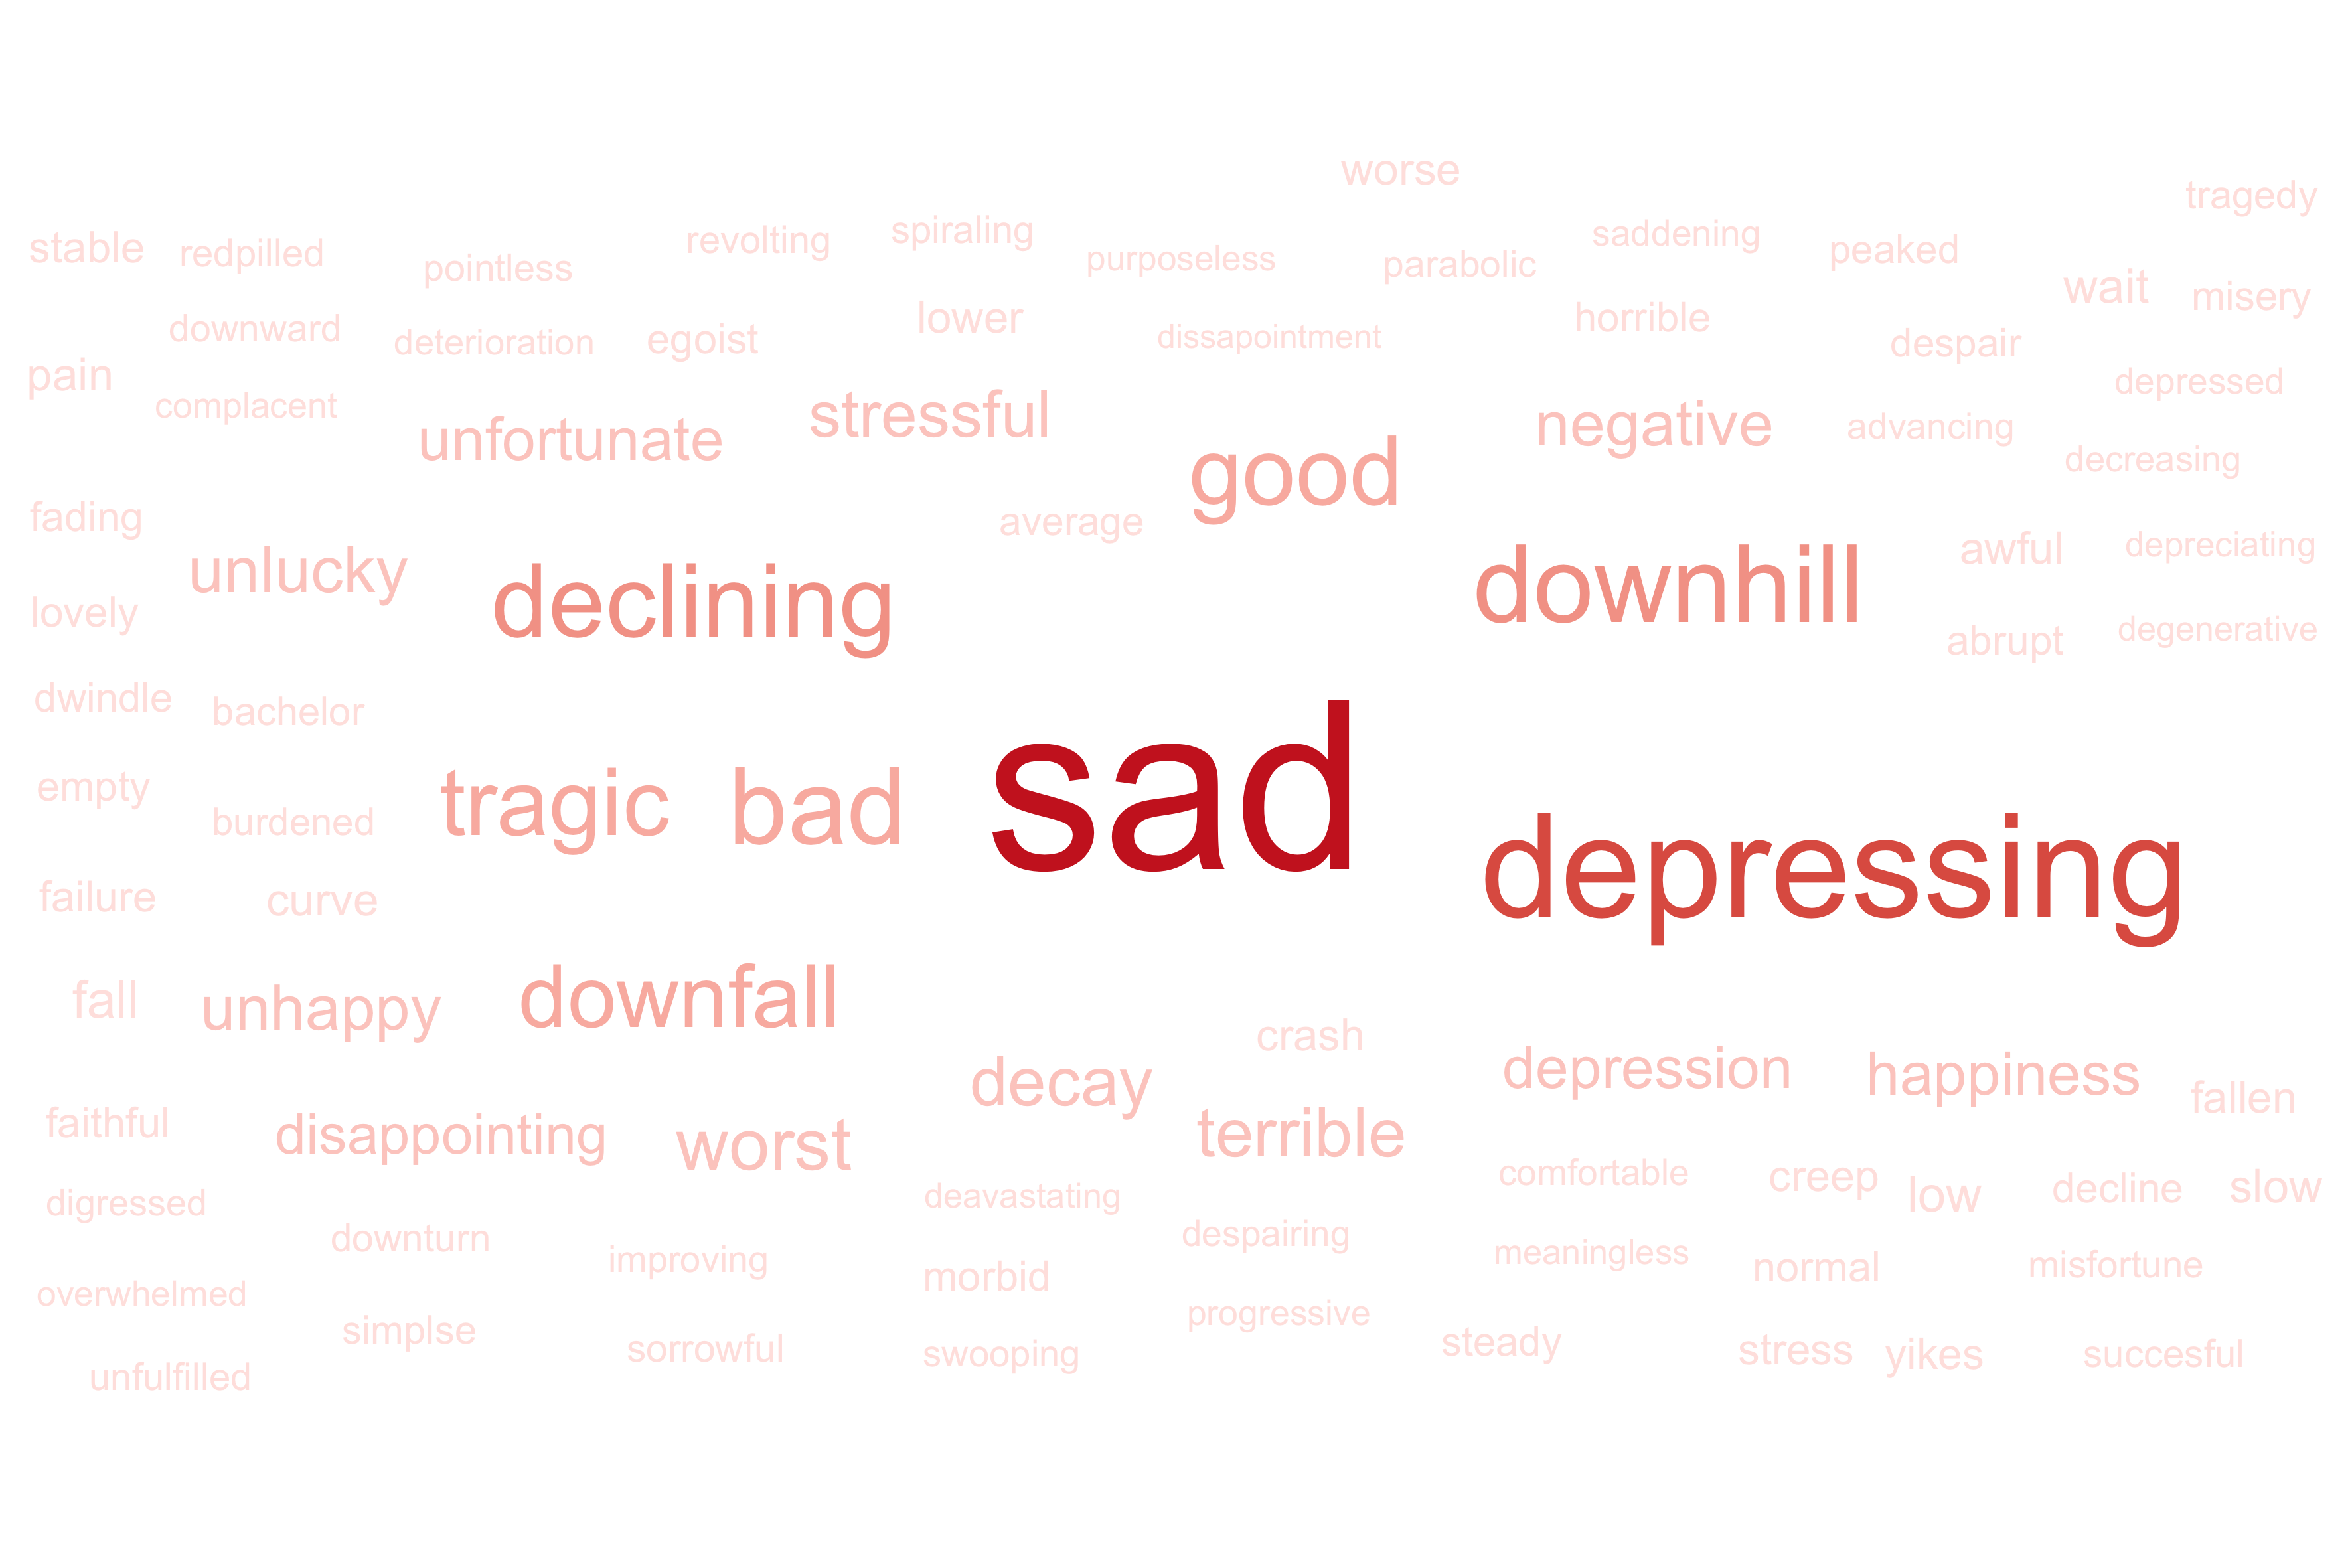 worse
tragedy
stable redpilled pointless revolting spiraling purposeless parabolic saddening peaked
wait misery
downward deterioration egoist lower dissapointment horrible despair
pain complacent unfortunate stressful negative advancing depressed
good decreasing
fading average
unlucky declining downhill awful depreciating
lovely abrupt degenerative
dwindle bachelor
empty burdened tragic bad sad depressing
failure curve
fall unhappy downfall
crash depression happiness fallen
decay
faithful disappointing worst terrible
digressed deavastating comfortable creep low decline slow
downturn improving morbid despairing meaningless normal misfortune
overwhelmed simplse sorrowful swooping progressive steady stress yikes succesful
unfulfilled